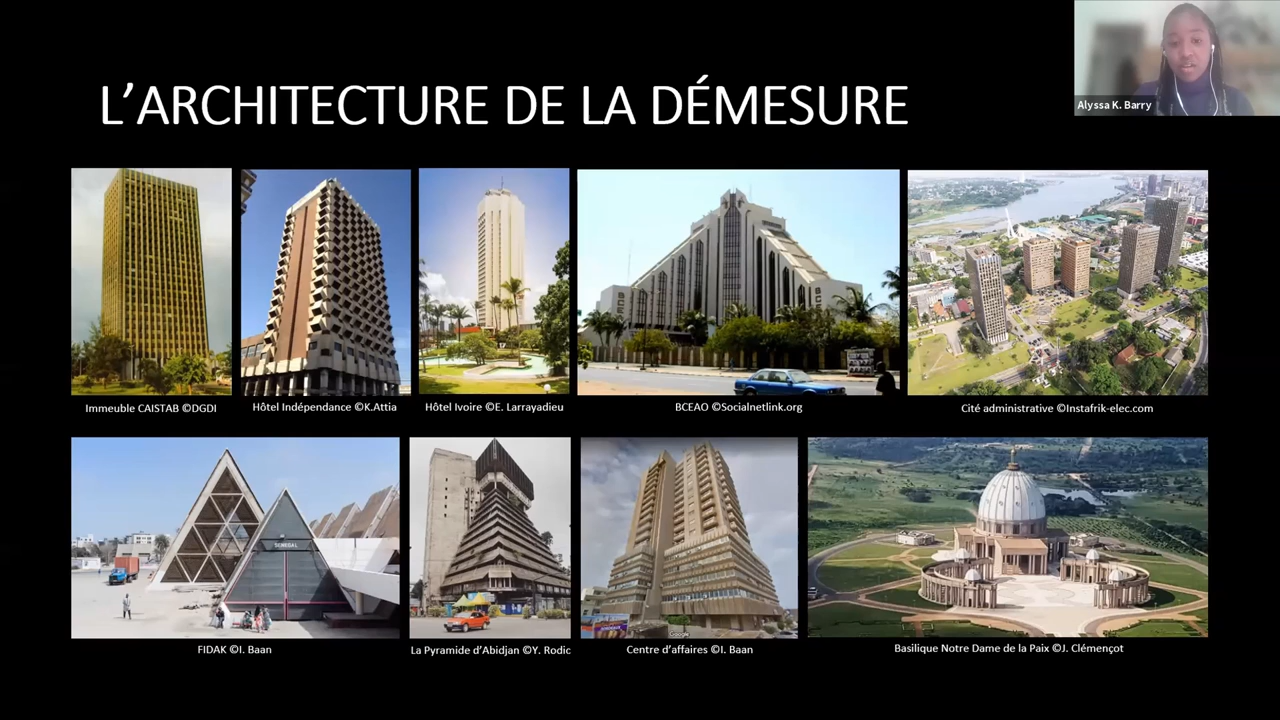 L'ARCHITECTURE DE LA DÉMESURE
Alyssa K. Barry
Immeuble CAISTAB ©DGDI
Hôtel Indépendance ©K.Attia
Hôtel Ivoire ©E. Larrayadieu
BCEAO ©Socialnetlink.org
Cité administrative ©Instafrik-elec.com
SENEGAL
Google
FIDAK ©I. Baan
La Pyramide d'Abidjan ©Y. Rodic
Centre d'affaires ©I. Baan
Basilique Notre Dame de la Paix ©J. Clémençot